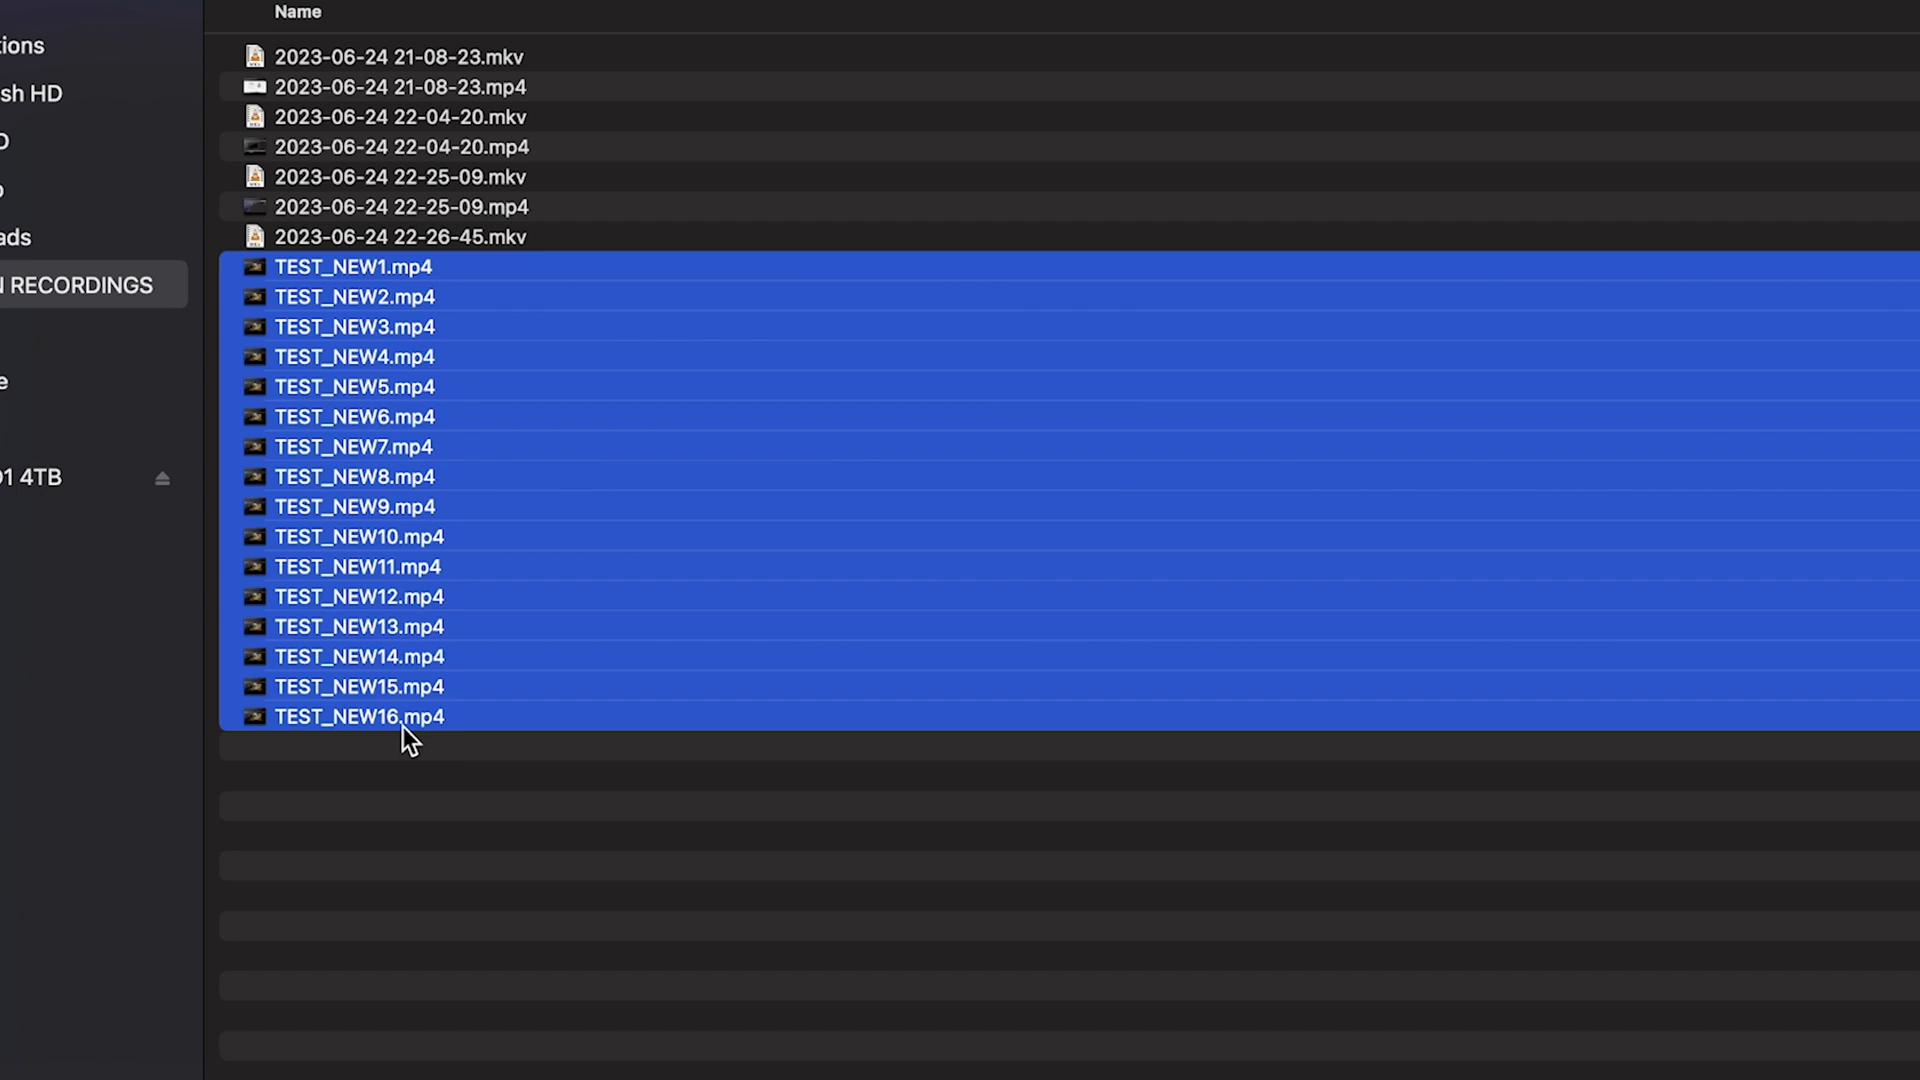 Name
tions
sh HD
ads
RECORDINGS
e
1 4TB
2023-06-24 21-08-23.mkv
2023-06-24 21-08-23.mp4
2023-06-24 22-04-20.mkv
2023-06-24 22-04-20.mp4
2023-06-24 22-25-09.mkv
2023-06-24 22-25-09.mp4
2023-06-24 22-26-45.mkv
TEST_NEW1.mp4
TEST_NEW2.mp4
TEST_NEW3.mp4
TEST_NEW4.mp4
TEST_NEW5.mp4
TEST_NEW6.mp4
TEST_NEW7.mp4
TEST_NEW8.mp4
TEST_NEW9.mp4
TEST_NEW10.mp4
TEST_NEW11.mp4
TEST_NEW12.mp4
TEST_NEW13.mp4
TEST_NEW14.mp4
TEST_NEW15.mp4
TEST_NEW16.mp4